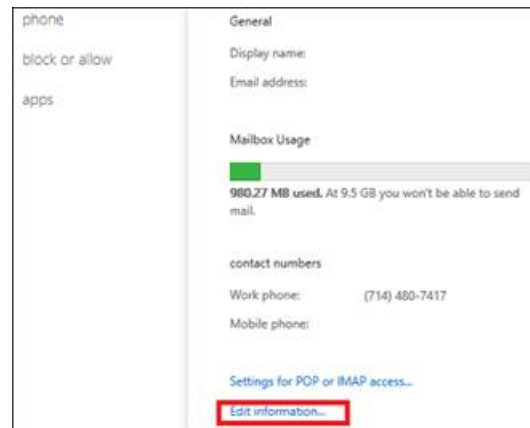 phone
block or allow
apps
General
Display name:
Email address:
Mailbox Usage
980.27 MB used. At 9.5 GB you won't be able to send
mail.
contact numbers
Work phone: (714) 480-7417
Mobile phone:
Settings for POP or IMAP access...
Edit information...